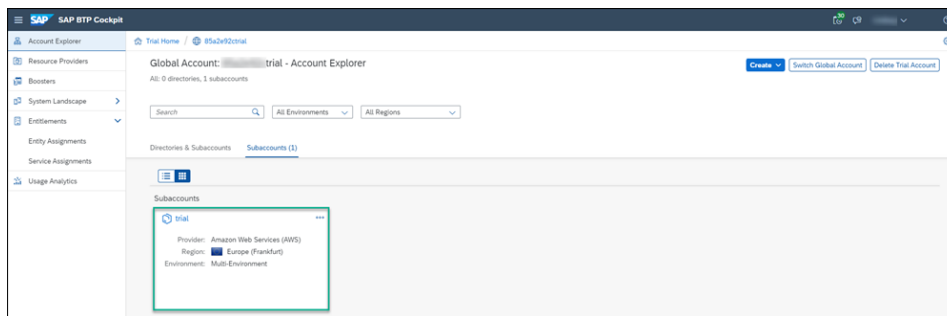 SAP SAP BTP Cockpit 30
Account Explorer
Trial Home / 85a2e92ctrial
Resource Providers
Global Account: trial - Account Explorer
Create Switch Global Account Delete Trial Account
Boosters
All: 0 directories, 1 subaccounts
System Landscape
Search All Environments All Regions
Entitlements
Entity Assignments
Directories & Subaccounts Subaccounts (1)
Service Assignments
Usage Analytics
Subaccounts
trial
Provider: Amazon Web Services (AWS)
Region: Europe (Frankfurt)
Environment: Multi-Environment